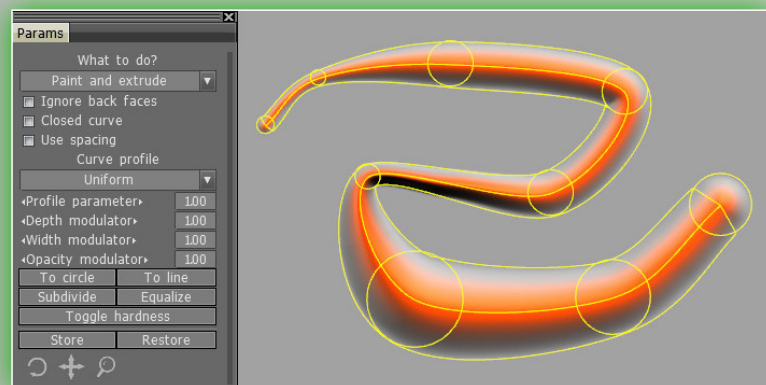 Params
What to do?
Paint and extrude
Ignore back faces
Closed curve
Use spacing
Curve profile
Uniform
Profile parameter 1.00
Depth modulator 1.00
Width modulator 1.00
Opacity modulator 1.00
To circle To line
Subdivide Equalize
Toggle hardness
Store Restore